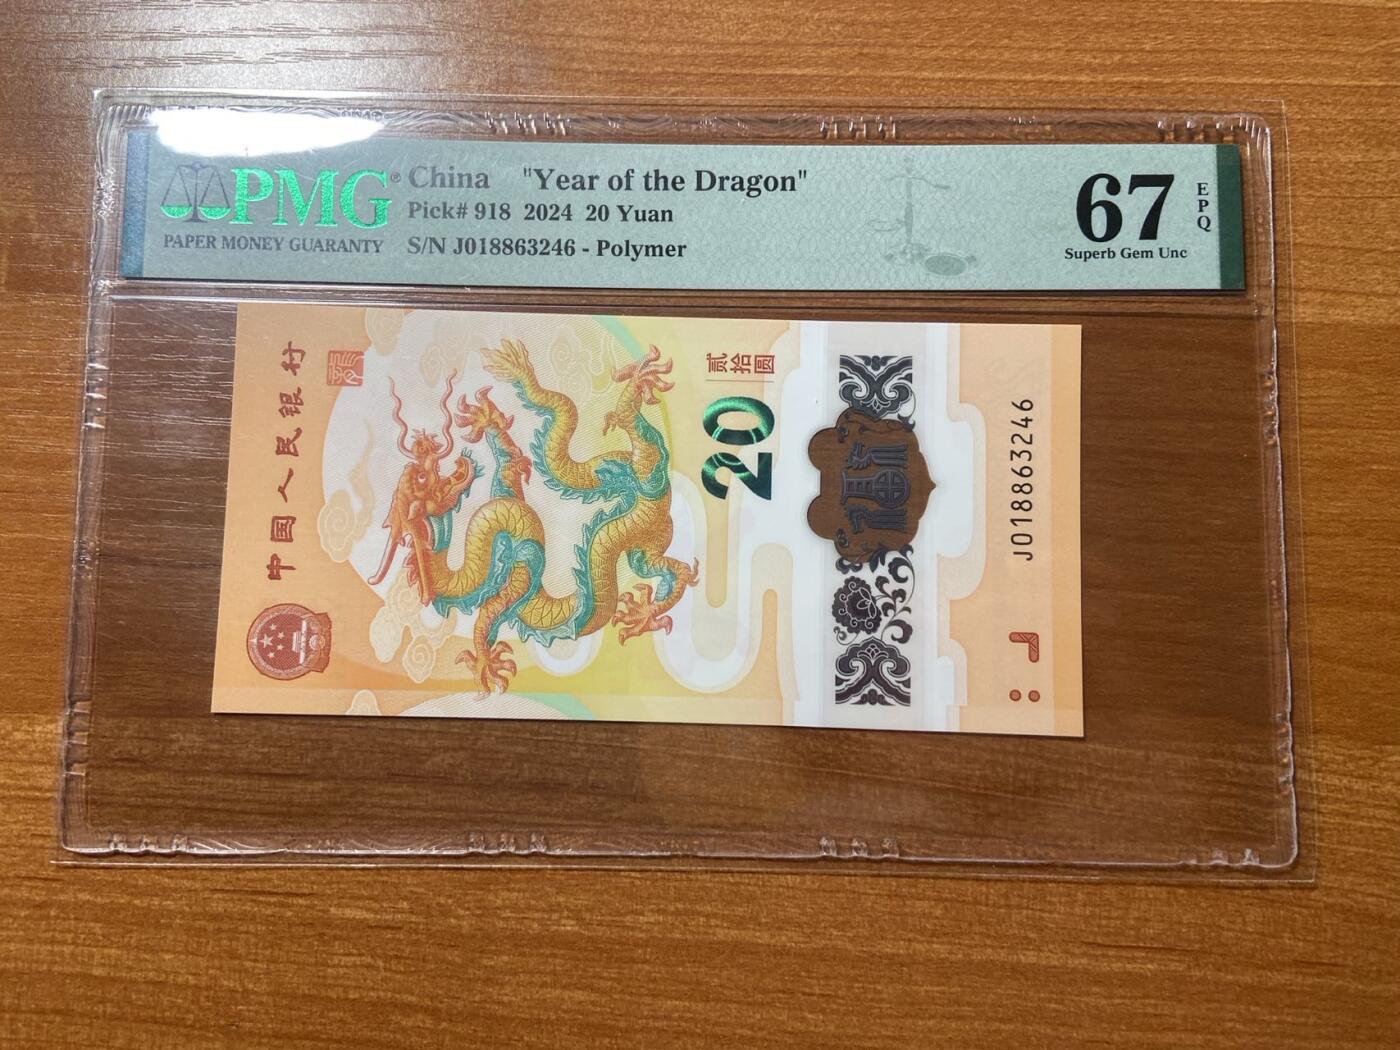 PMG®
PAPER MONEY GUARANTY
China "Year of the Dragon"
Pick# 918 2024 20 Yuan
S/N J018863246 - Polymer
67
EPQ
Superb Gem Unc
中国人民银行
贰拾圆
20
福
J018863246